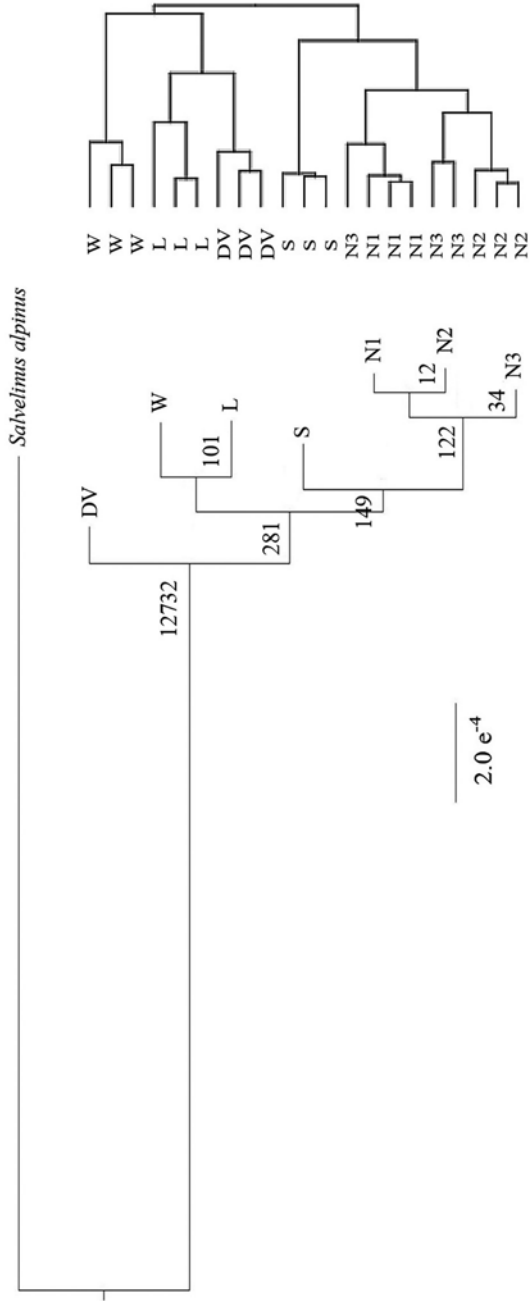 Salvelinus alpinus
DV
W
L
S
N1
N2
N3
12732
281
101
149
122
12
34
2.0 e-4
W
W
W
L
L
L
DV
DV
DV
S
S
S
N3
N1
N1
N1
N3
N3
N2
N2
N2